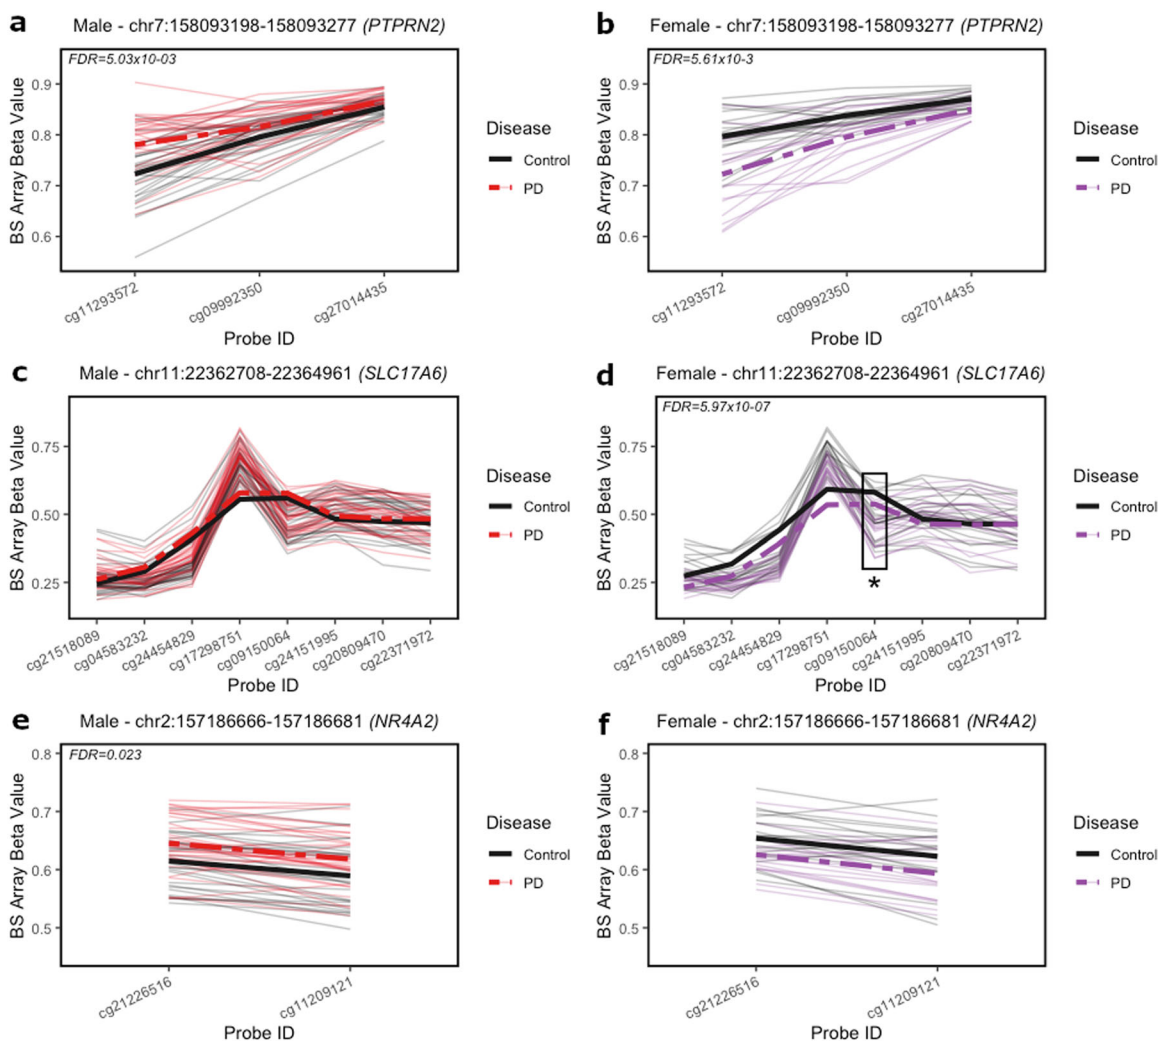 a
Male - chr7:158093198-158093277 (PTPRN2)
FDR=5.03x10-03
BS Array Beta Value
0.9
0.8
0.7
0.6
cg11293572
cg09992350
cg27014435
Probe ID
Disease
Control
PD
b
Female - chr7:158093198-158093277 (PTPRN2)
FDR=5.61x10-3
BS Array Beta Value
0.9
0.8
0.7
0.6
cg11293572
cg09992350
cg27014435
Probe ID
Disease
Control
PD
c
Male - chr11:22362708-22364961 (SLC17A6)
BS Array Beta Value
0.75
0.50
0.25
cg21518089
cg04583232
cg24454829
cg17298751
cg09150064
cg24151995
cg20809470
cg22371972
Probe ID
Disease
Control
PD
d
Female - chr11:22362708-22364961 (SLC17A6)
FDR=5.97x10-07
BS Array Beta Value
0.75
0.50
0.25
*
cg21518089
cg04583232
cg24454829
cg17298751
cg09150064
cg24151995
cg20809470
cg22371972
Probe ID
Disease
Control
PD
e
Male - chr2:157186666-157186681 (NR4A2)
FDR=0.023
BS Array Beta Value
0.8
0.7
0.6
0.5
cg21226516
cg11209121
Probe ID
Disease
Control
PD
f
Female - chr2:157186666-157186681 (NR4A2)
BS Array Beta Value
0.8
0.7
0.6
0.5
cg21226516
cg11209121
Probe ID
Disease
Control
PD